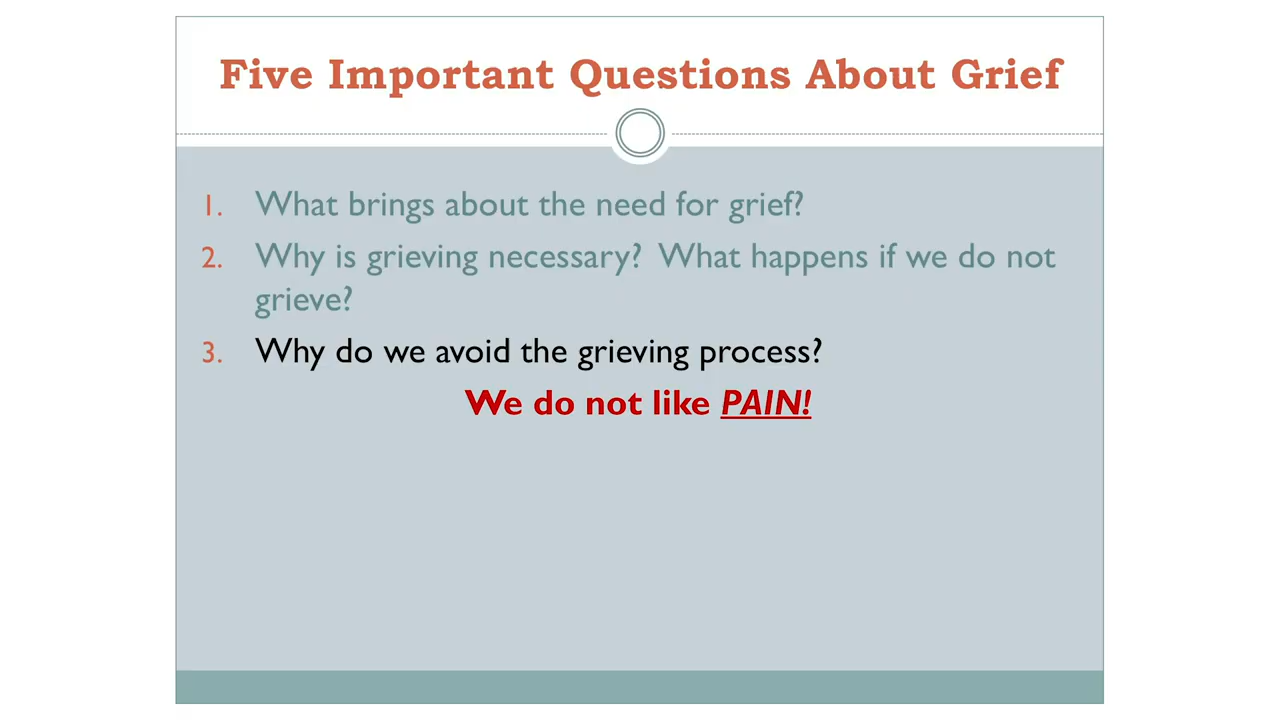 Five Important Questions About Grief
1. What brings about the need for grief?
2. Why is grieving necessary?  What happens if we do not
grieve?
3. Why do we avoid the grieving process?
We do not like PAIN!